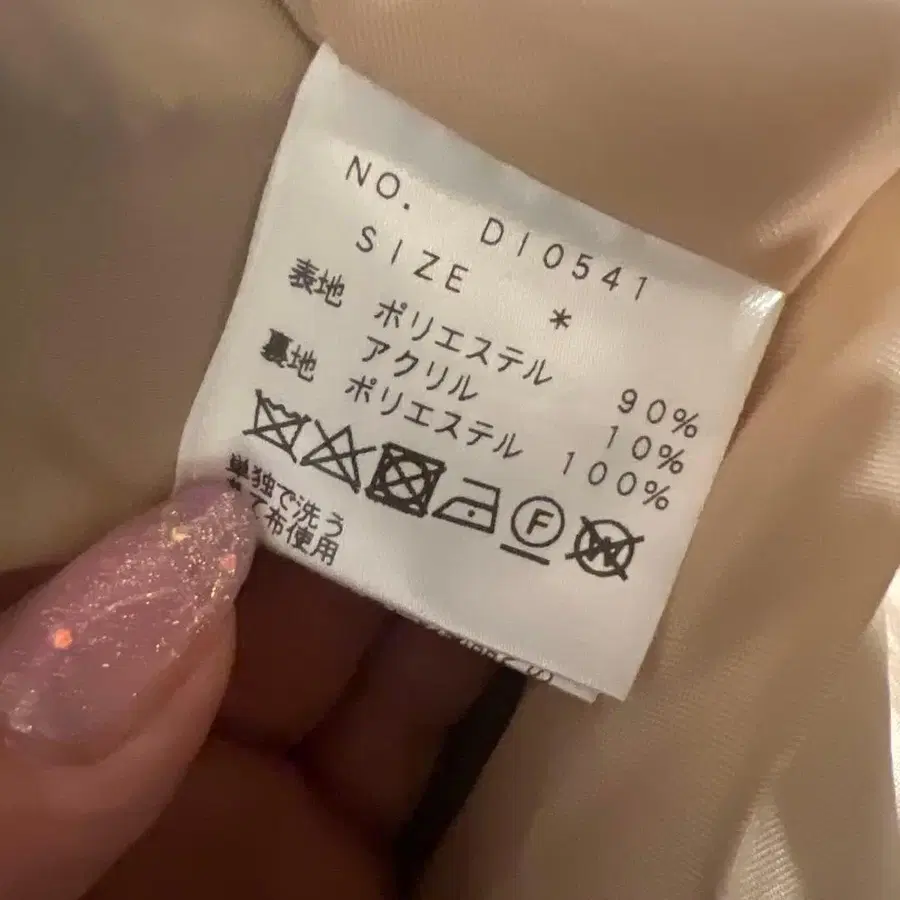 NO. DI0541
SIZE *
表地 ポリエステル 90%
アクリル 10%
裏地 ポリエステル 100%
F W
単独で洗う
あて布使用